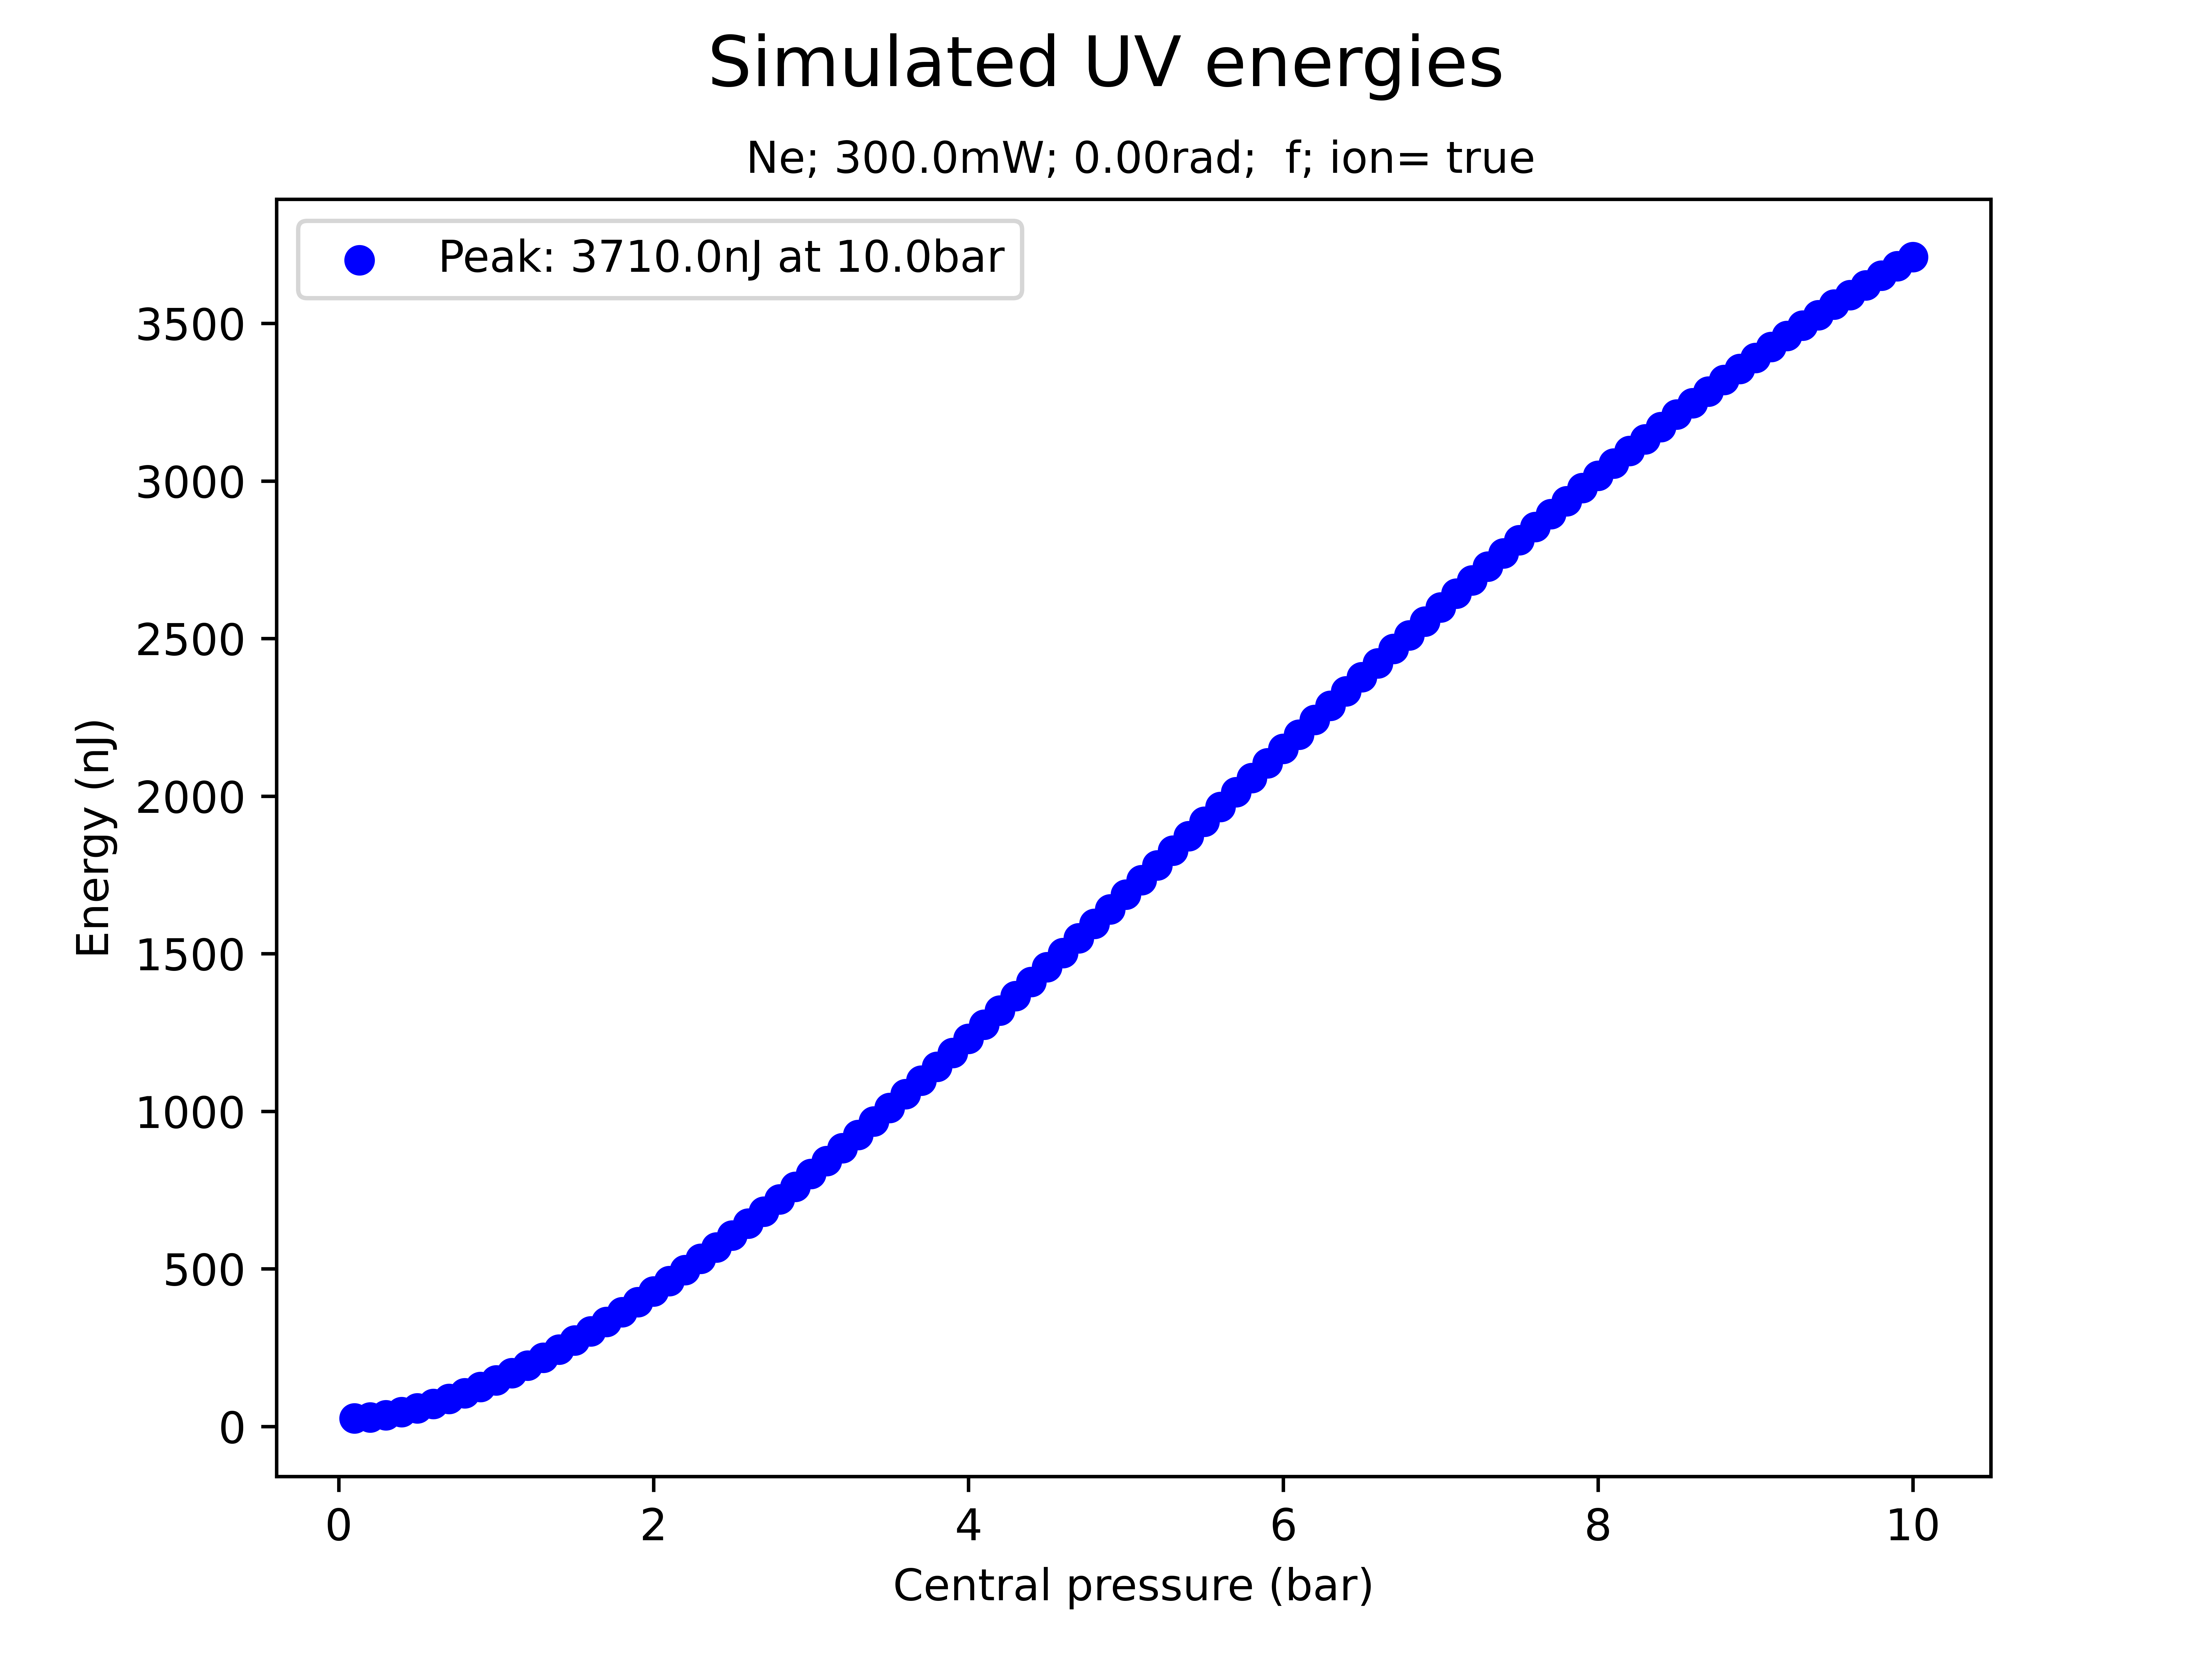 Simulated UV energies
Ne; 300.0mW; 0.00rad;  f; ion= true
Peak: 3710.0nJ at 10.0bar
Energy (nJ)
3500
3000
2500
2000
1500
1000
500
0
0 2 4 6 8 10
Central pressure (bar)